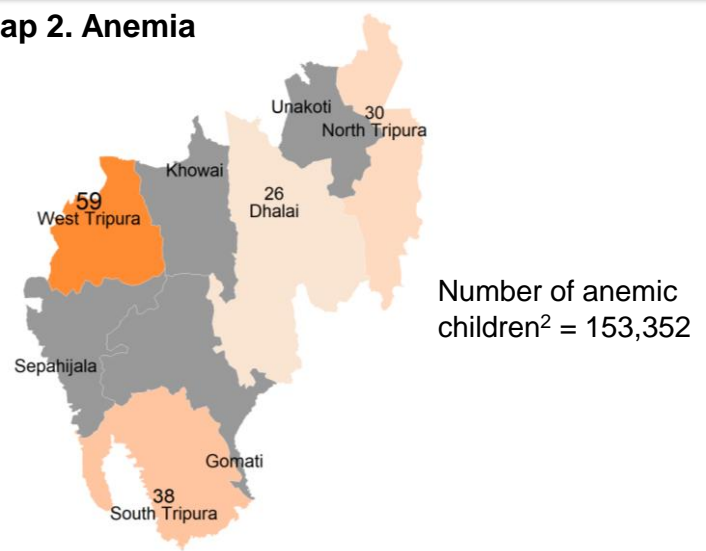 ap 2. Anemia
Unakoti
30
North Tripura
Khowai
59
West Tripura
26
Dhalai
Number of anemic
children² = 153,352
Sepahijala
Gomati
38
South Tripura